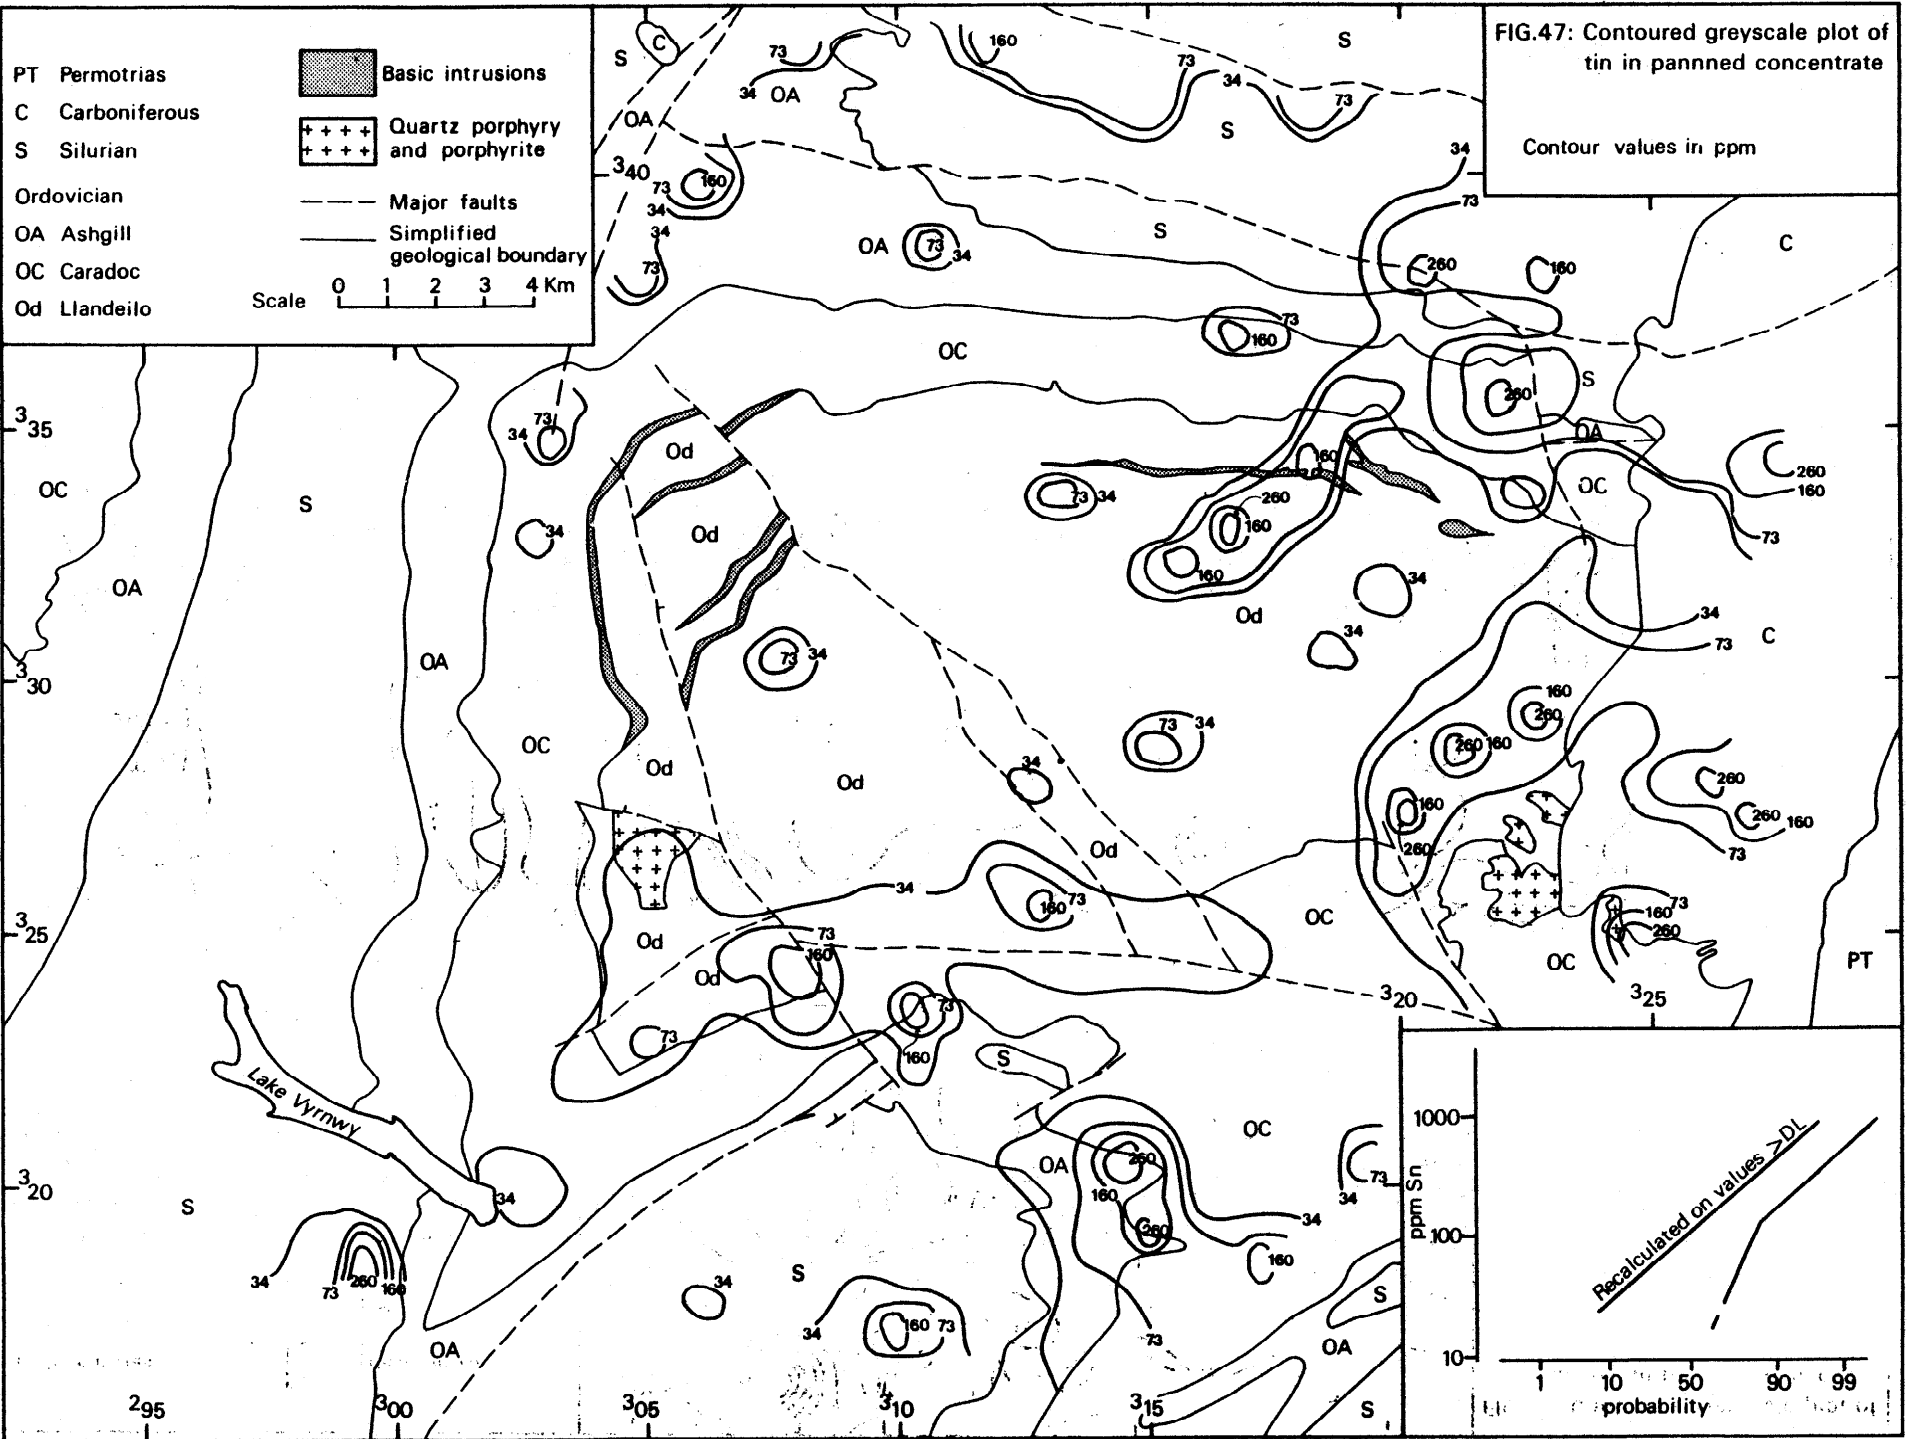 FIG.47: Contoured greyscale plot of
tin in pannned concentrate
Contour values in ppm
PT Permotrias
C Carboniferous
S Silurian
Ordovician
OA Ashgill
OC Caradoc
Od Llandeilo
Basic intrusions
Quartz porphyry
and porphyrite
Major faults
Simplified
geological boundary
Scale 0 1 2 3 4 Km
S C 73 34 OA 160 73 34 73 S
OA S 34
340 160 73 34 73
34 73 OA 73 34 S 260 160 C
OC 73 160
S
260
335 34 73 Od OA
OC S 160 260 160
73 34 OC
34 Od 260 160 73
OA 160 34
Od 34
34 C
73
OA 73 34
330
160
260
OC 73 34 260 160
Od Od 34 260
160 260 160
260 73
Od
34 OC
160 73 73
160
260
325 Od 73 160
Od OC PT
320 325
73 73
160 S
Lake Vyrnwy
OC
OA 260 73
160 34
320 34
S 260 34
160
34 73 260 160 S 34 S
34 160 73 73 OA
OA
295 300 305 310 315 S
ppm Sn
1000
100
10
Recalculated on values >DL
1 10 50 90 99
probability